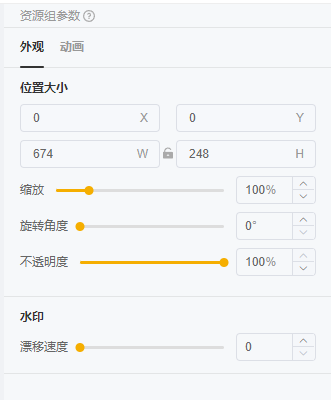 资源组参数 ?
外观 动画
位置大小
0 X 0 Y
674 W 248 H
缩放 100%
旋转角度 0°
不透明度 100%
水印
漂移速度 0